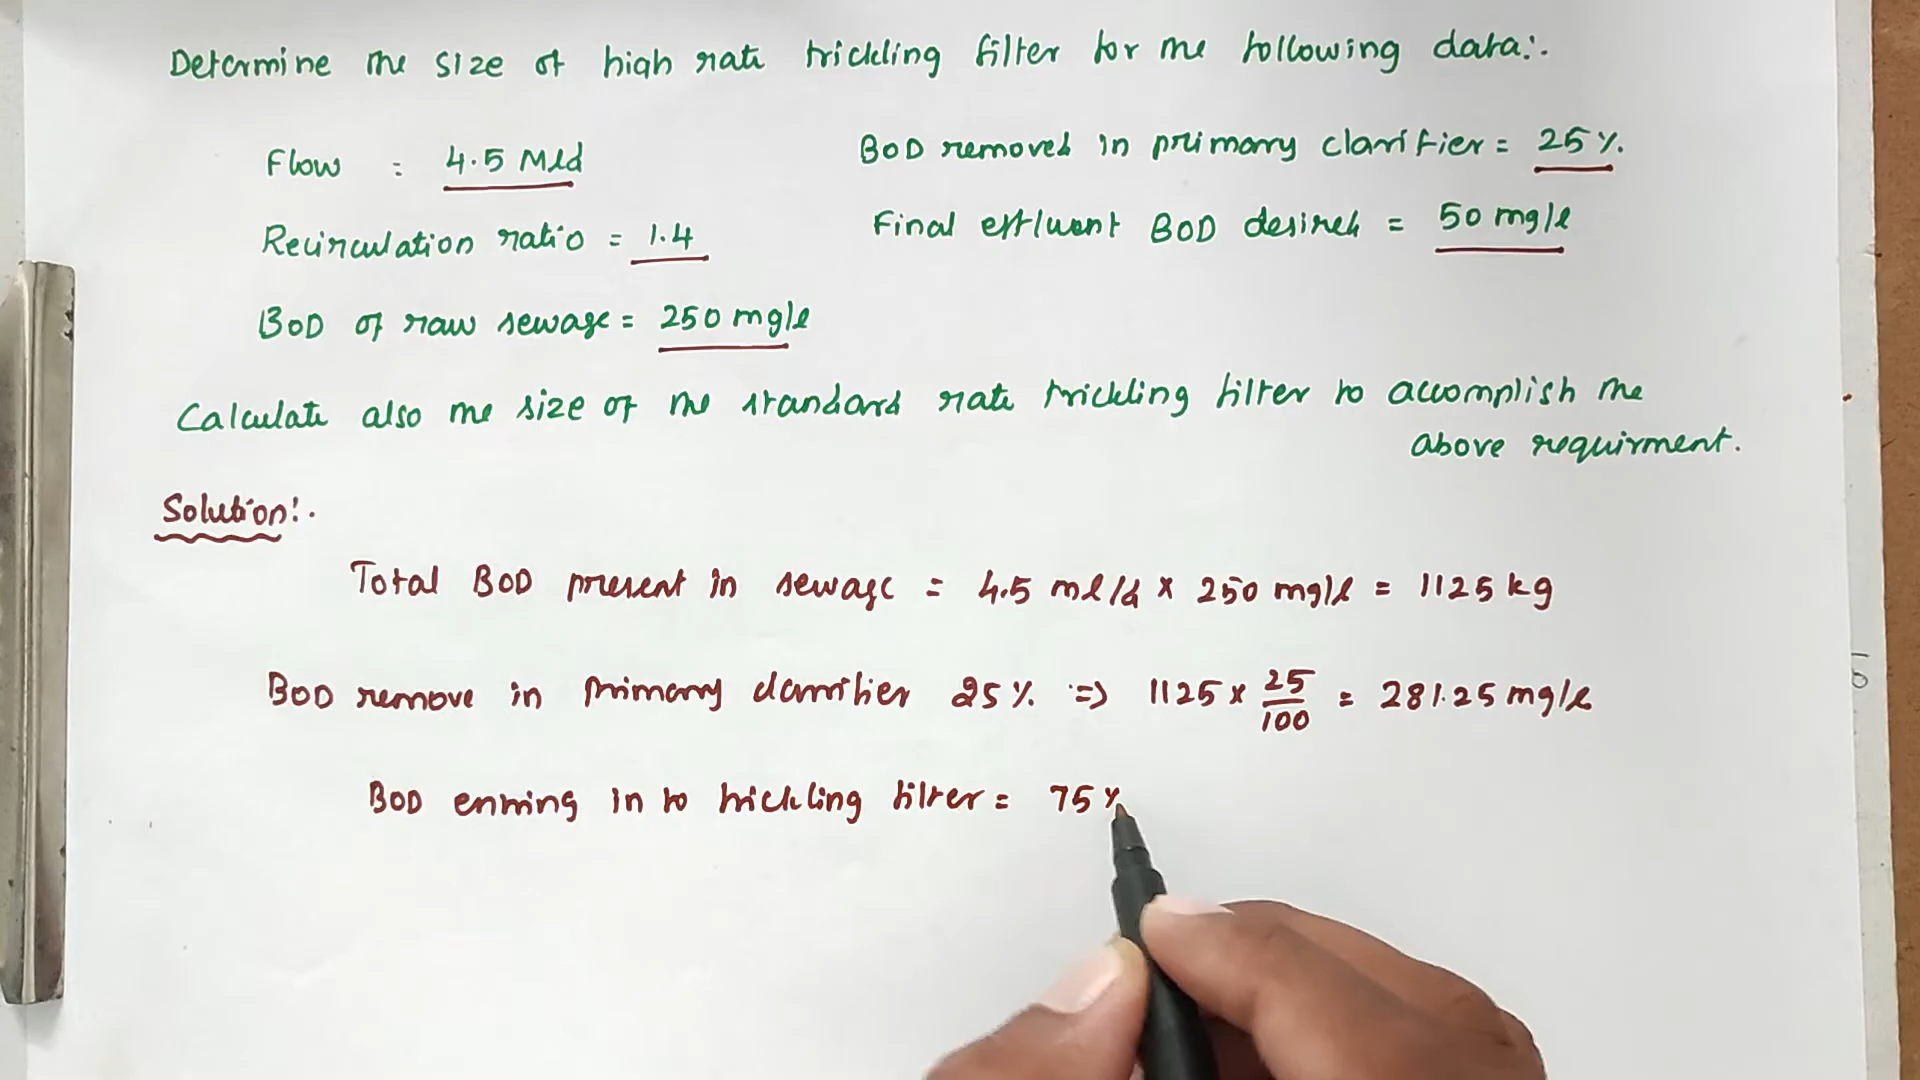 Determine the size of high rate trickling filter for the following data:.
Flow : 4.5 Mld
BOD removed in primary clarifier = 25 %.
Recirculation ratio = 1.4
Final effluent BOD desired = 50 mg/l
BOD of raw sewage = 250 mg/l
Calculate also the size of the standard rate trickling filter to accomplish the
above requirment.
Solution:.
Total BOD present in sewage = 4.5 ml/d x 250 mg/l = 1125 kg
BOD remove in primary clarifier 25 %. => 1125 x 25/100 = 281.25 mg/l
BOD entring in to trickling filter = 75 %
5